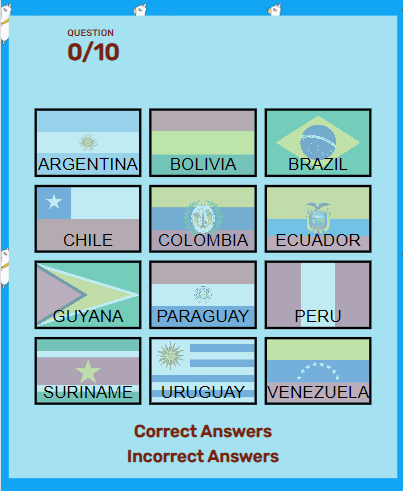 QUESTION
0/10
ARGENTINA
BOLIVIA
BRAZIL
CHILE
COLOMBIA
ECUADOR
GUYANA
PARAGUAY
PERU
SURINAME
URUGUAY
VENEZUELA
Correct Answers
Incorrect Answers